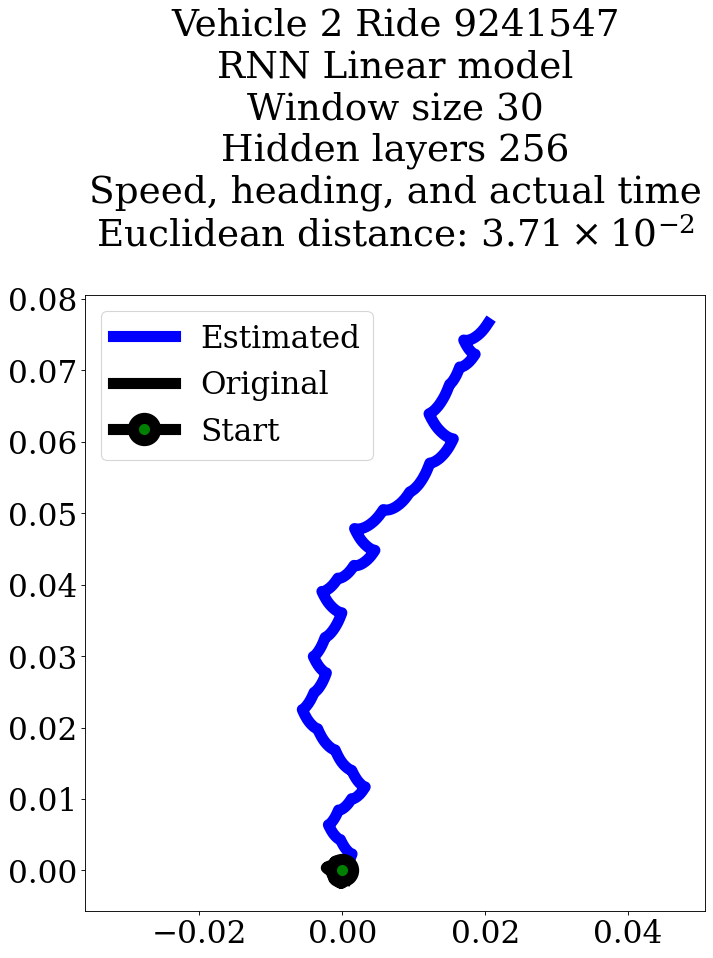 Vehicle 2 Ride 9241547
RNN Linear model
Window size 30
Hidden layers 256
Speed, heading, and actual time
Euclidean distance: 3.71 × 10⁻²
0.08
Estimated
0.07
Original
Start
0.06
0.05
0.04
0.03
0.02
0.01
0.00
−0.02 0.00 0.02 0.04